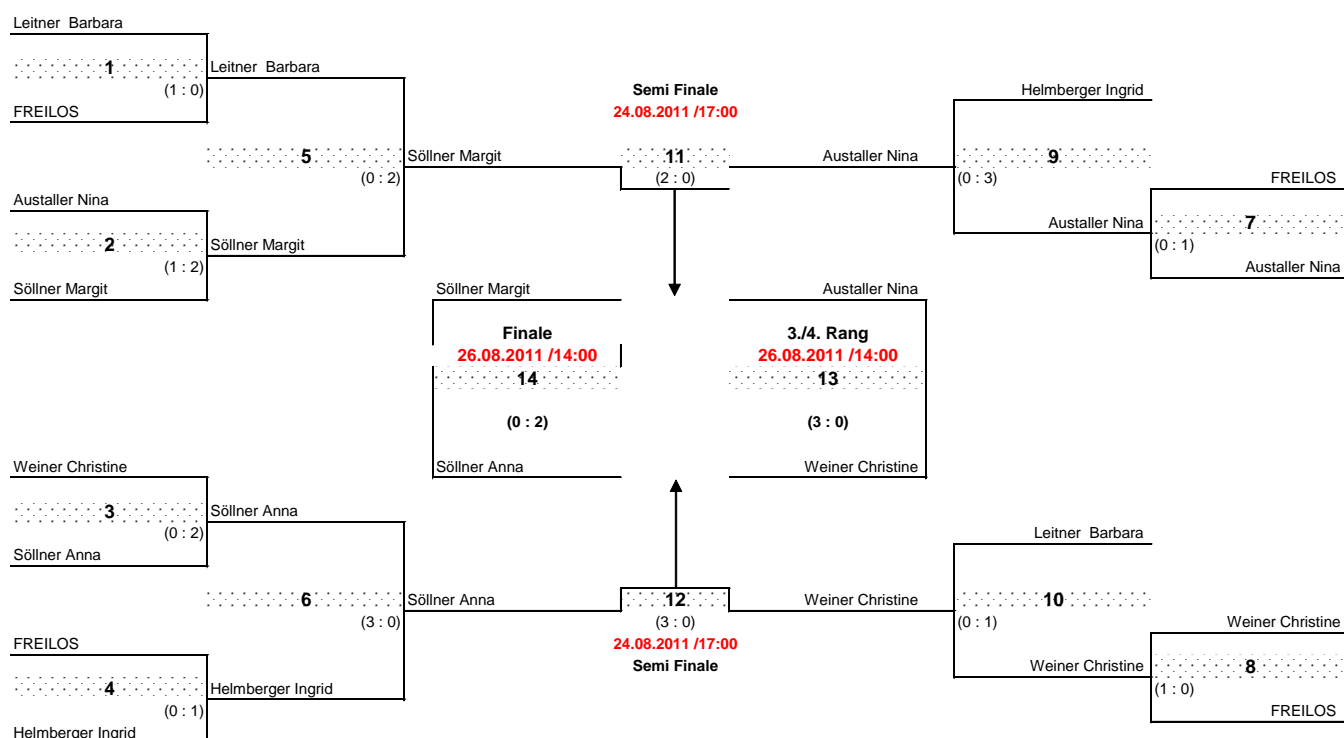 Leitner  Barbara
1
(1 : 0)
FREILOS
Leitner  Barbara
5
(0 : 2)
Austaller Nina
2
(1 : 2)
Söllner Margit
Söllner Margit
Söllner Margit
Semi Finale
24.08.2011 /17:00
11
(2 : 0)
Austaller Nina
Helmberger Ingrid
9
(0 : 3)
Austaller Nina
FREILOS
7
(0 : 1)
Austaller Nina
Söllner Margit
Finale
26.08.2011 /14:00
14
(0 : 2)
Söllner Anna
Austaller Nina
3./4. Rang
26.08.2011 /14:00
13
(3 : 0)
Weiner Christine
Weiner Christine
3
(0 : 2)
Söllner Anna
Söllner Anna
6
(3 : 0)
FREILOS
4
(0 : 1)
Helmberger Ingrid
Helmberger Ingrid
Söllner Anna
12
(3 : 0)
24.08.2011 /17:00
Semi Finale
Weiner Christine
Leitner  Barbara
10
(0 : 1)
Weiner Christine
Weiner Christine
8
(1 : 0)
FREILOS